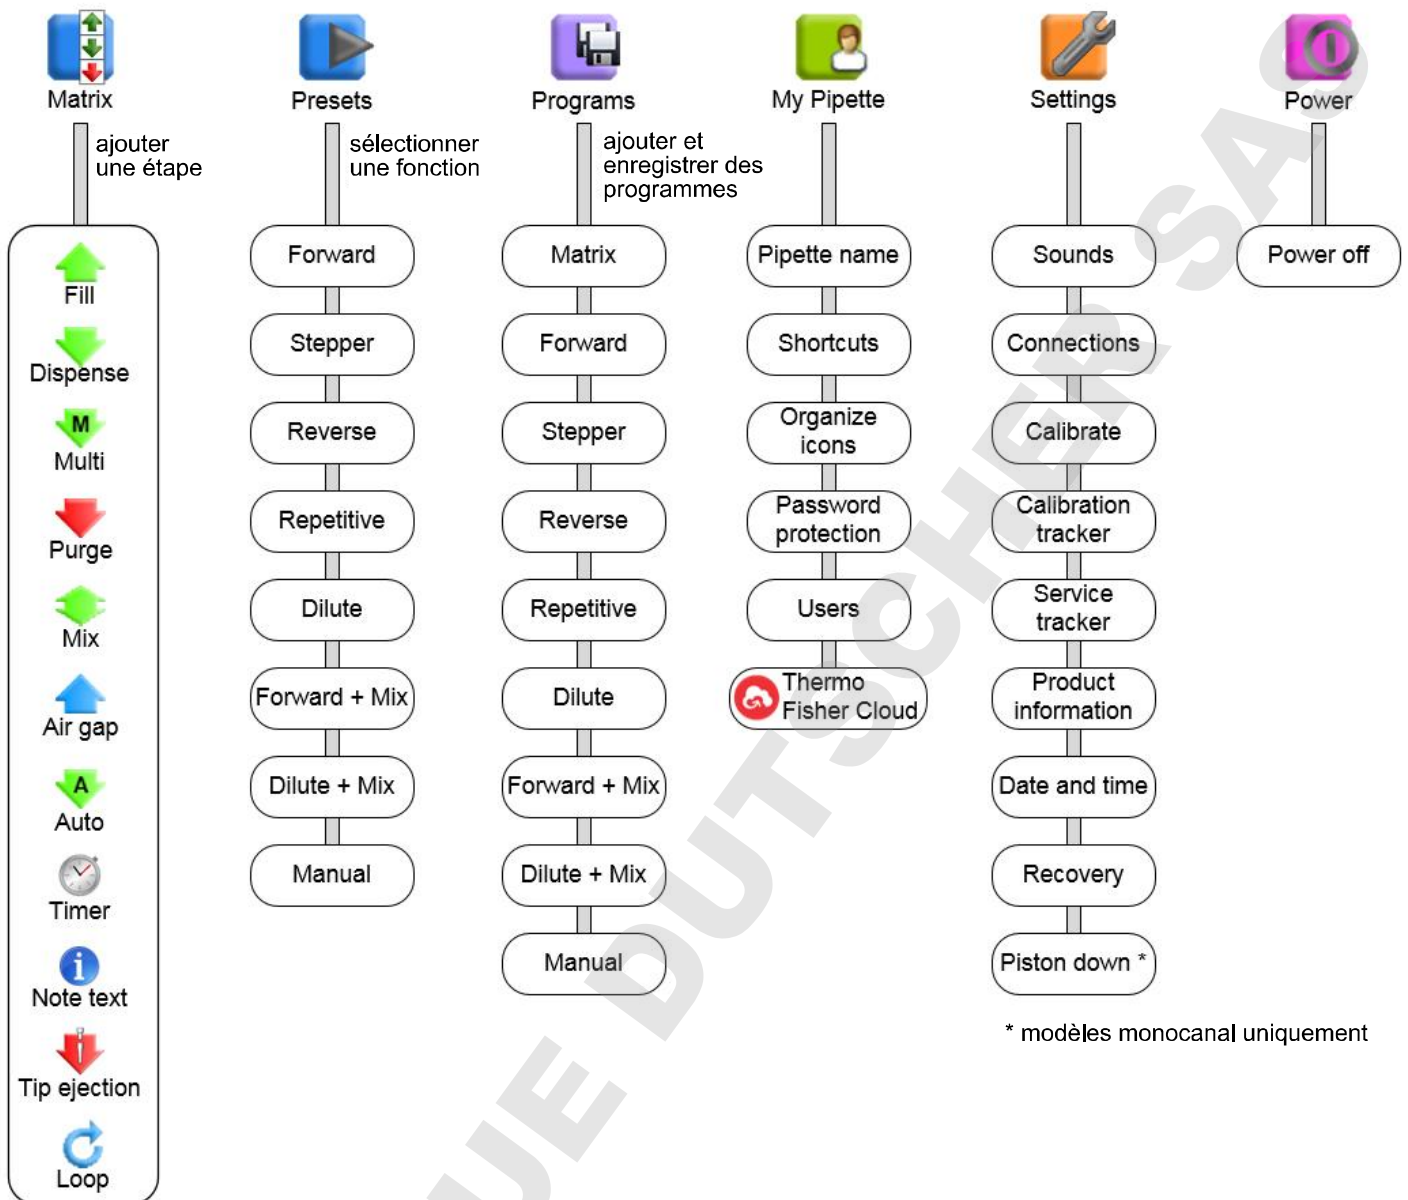 Matrix
ajouter
une étape
Fill
Dispense
M
Multi
Purge
Mix
Air gap
A
Auto
Timer
i
Note text
Tip ejection
Loop
Presets
sélectionner
une fonction
Forward
Stepper
Reverse
Repetitive
Dilute
Forward + Mix
Dilute + Mix
Manual
Programs
ajouter et
enregistrer des
programmes
Matrix
Forward
Stepper
Reverse
Repetitive
Dilute
Forward + Mix
Dilute + Mix
Manual
My Pipette
Pipette name
Shortcuts
Organize
icons
Password
protection
Users
Thermo
Fisher Cloud
Settings
Sounds
Connections
Calibrate
Calibration
tracker
Service
tracker
Product
information
Date and time
Recovery
Piston down *
* modèles monocanal uniquement
Power
Power off
UE DUTSCHER SAS